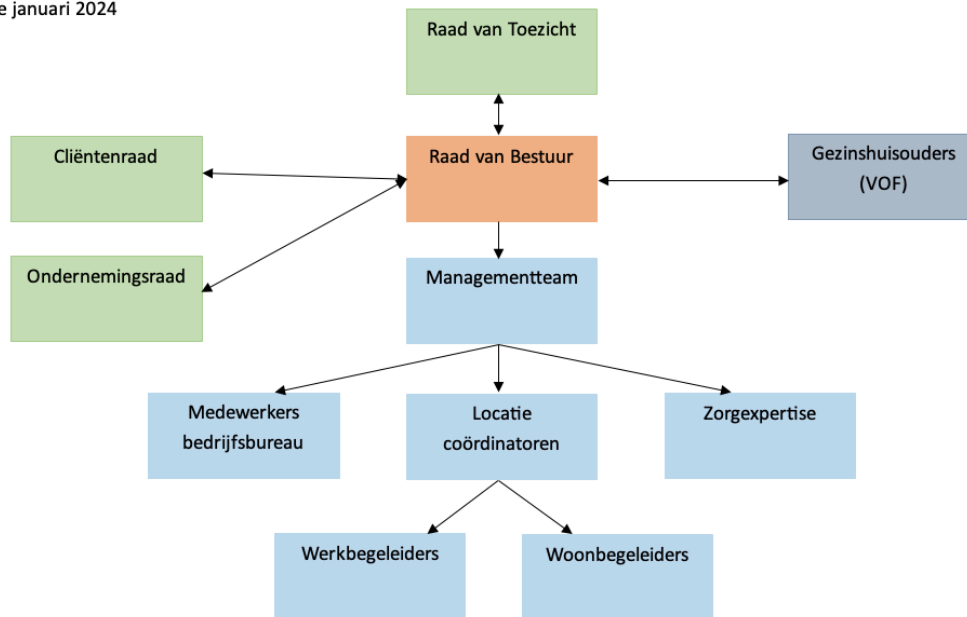 e januari 2024
Raad van Toezicht
Cliëntenraad
Raad van Bestuur
Gezinshuisouders
(VOF)
Ondernemingsraad
Managementteam
Medewerkers
bedrijfsbureau
Locatie
coördinatoren
Zorgexpertise
Werkbegeleiders
Woonbegeleiders